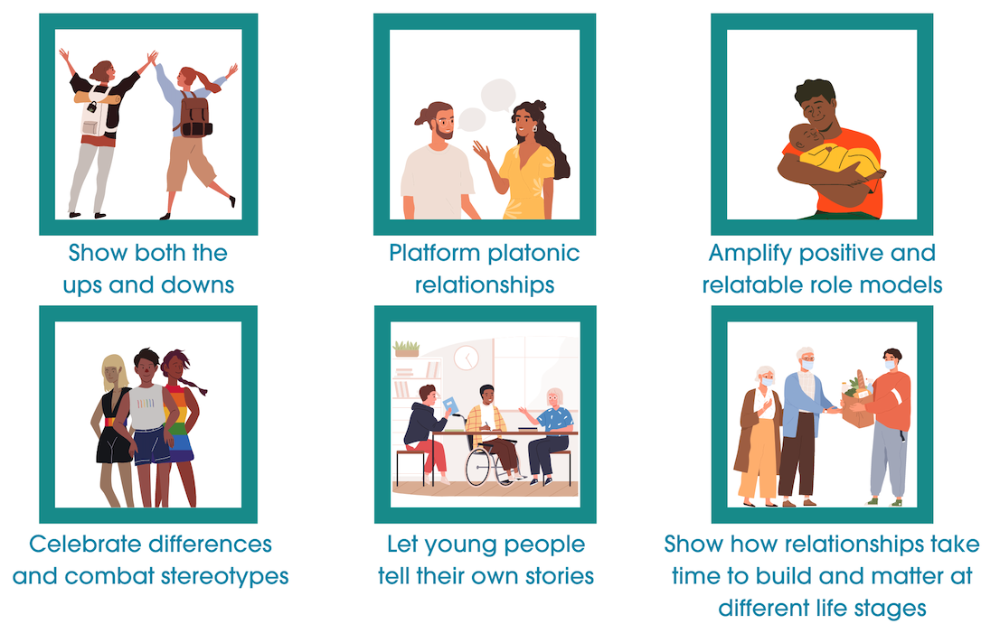 Show both the
ups and downs
Platform platonic
relationships
Amplify positive and
relatable role models
Celebrate differences
and combat stereotypes
Let young people
tell their own stories
Show how relationships take
time to build and matter at
different life stages